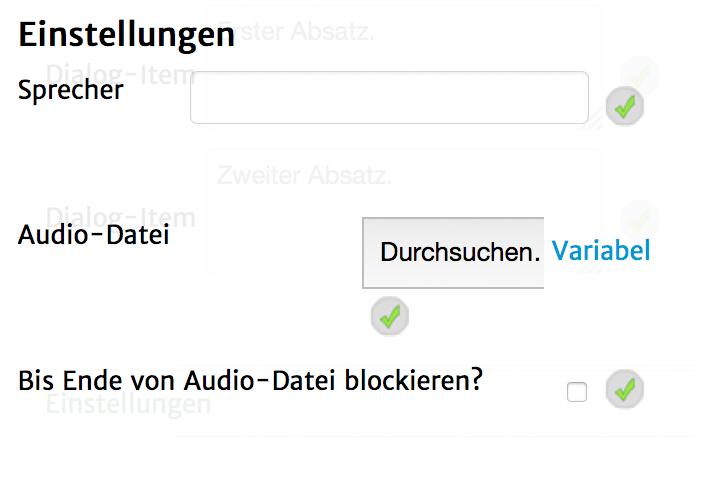 Einstellungen
Erster Absatz.
Dialog-Item
Sprecher
Zweiter Absatz.
Dialog-Item
Audio-Datei
Durchsuchen.
Variabel
Bis Ende von Audio-Datei blockieren?
Einstellungen